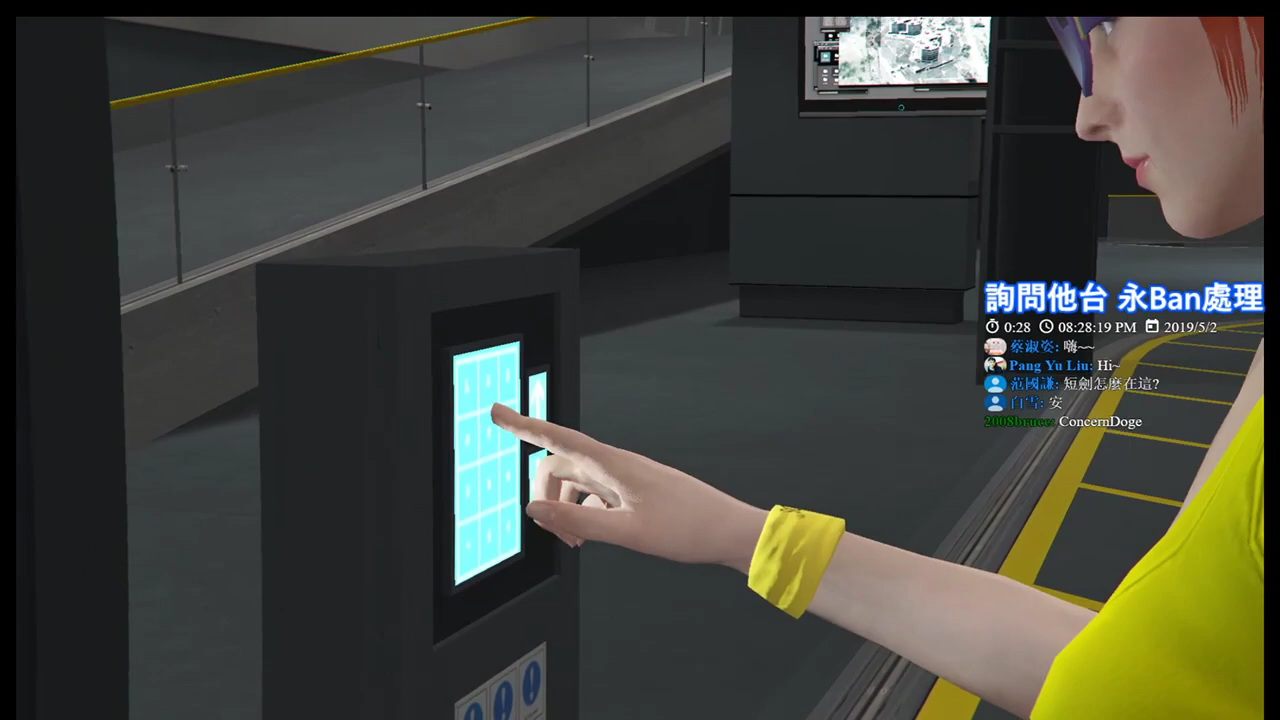 詢問他台 永Ban處理
0:28 08:28:19 PM 2019/5/2
蔡淑姿: 嗨~~
Pang Yu Liu: Hi~
范國謙: 短劍怎麼在這?
白雪: 安
2008bruce: ConcernDoge